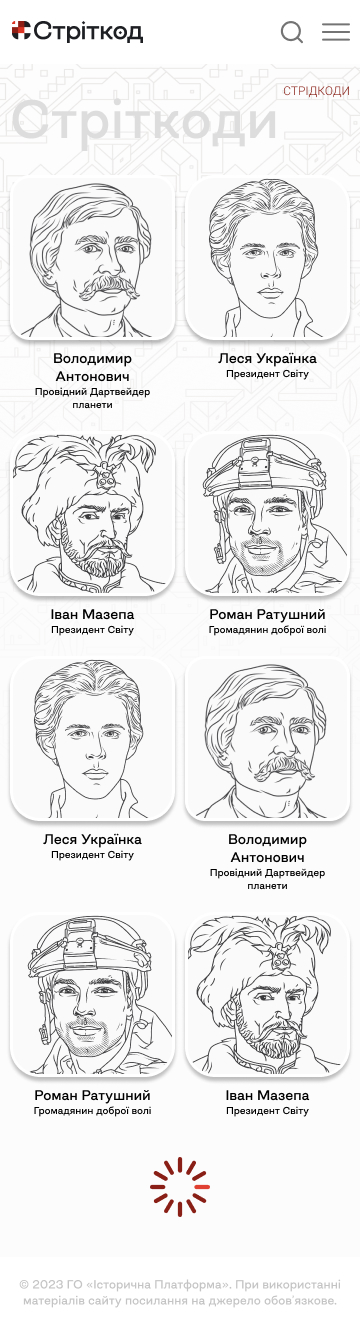 Стріткод
СТРІДКОДИ
Стріткоди
Володимир
Антонович
Провідний Дартвейдер
планети
Леся Українка
Президент Світу
Іван Мазепа
Президент Світу
Роман Ратушний
Громадянин доброї волі
Леся Українка
Президент Світу
Володимир
Антонович
Провідний Дартвейдер
планети
Роман Ратушний
Громадянин доброї волі
Іван Мазепа
Президент Світу
© 2023 ГО «Історична Платформа». При використанні
матеріалів сайту посилання на джерело обов'язкове.